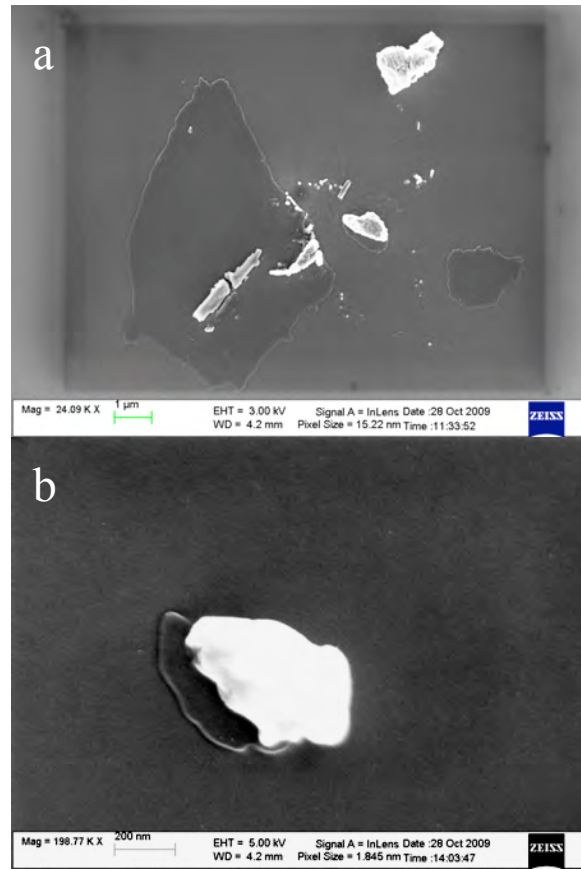 a
Mag = 24.09 K X 1 µm EHT = 3.00 kV Signal A = InLens Date :28 Oct 2009 ZEISS
WD = 4.2 mm Pixel Size = 15.22 nm Time :11:33:52
b
Mag = 198.77 K X 200 nm EHT = 5.00 kV Signal A = InLens Date :28 Oct 2009 ZEISS
WD = 4.2 mm Pixel Size = 1.845 nm Time :14:03:47